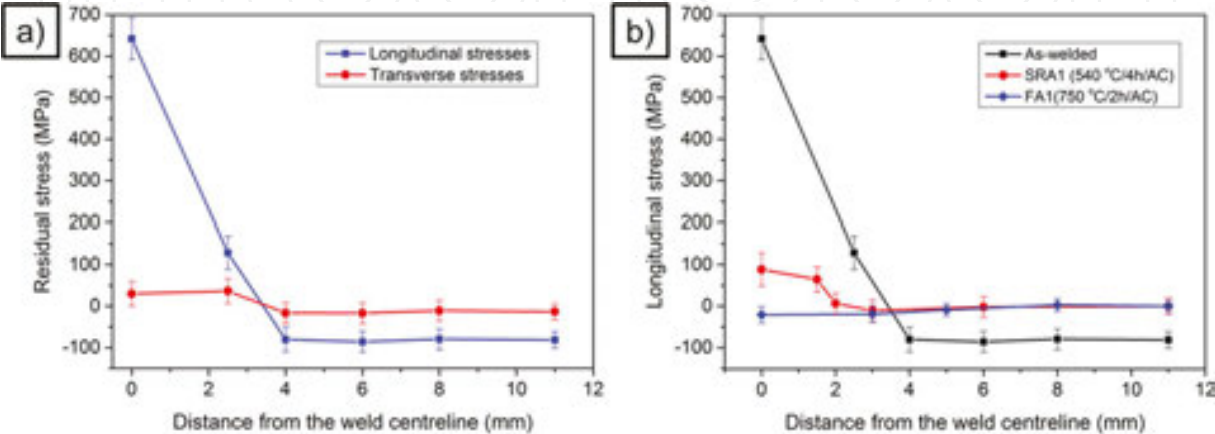 a)
700
600
500
400
300
200
100
0
-100
Residual stress (MPa)
Longitudinal stresses
Transverse stresses
0 2 4 6 8 10 12
Distance from the weld centreline (mm)
b)
700
600
500
400
300
200
100
0
-100
Longitudinal stress (MPa)
As-welded
SRA1 (540 °C/4h/AC)
FA1(750 °C/2h/AC)
0 2 4 6 8 10 12
Distance from the weld centreline (mm)